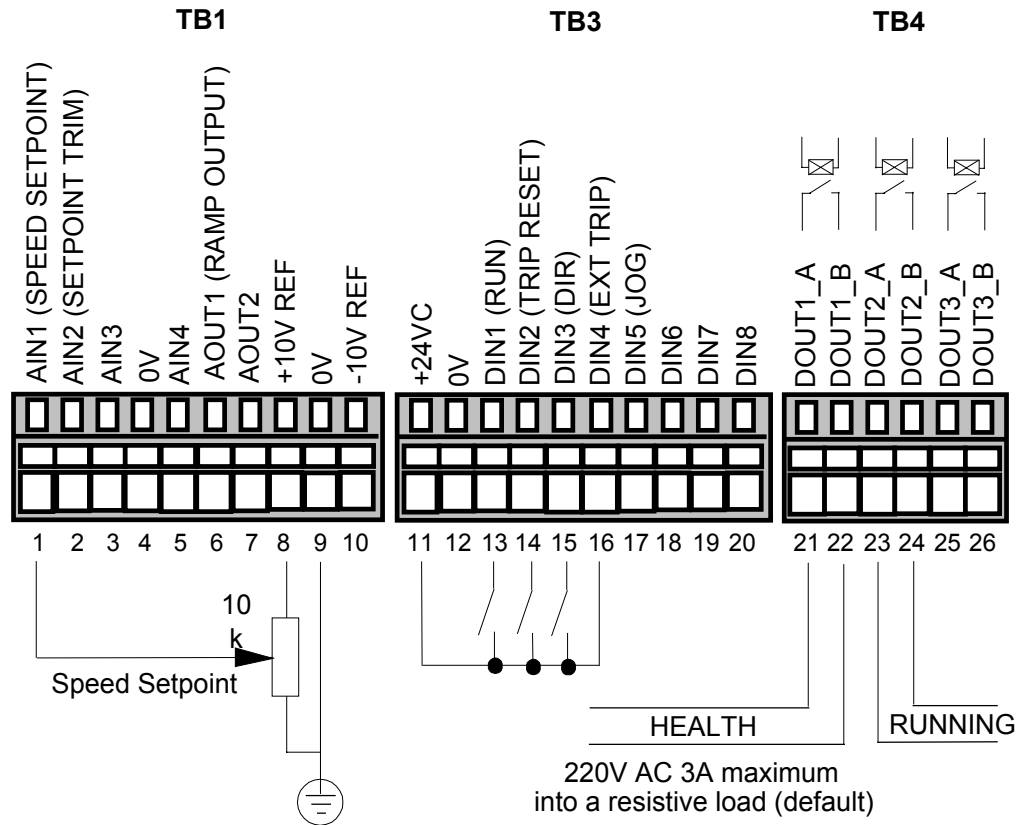 TB1
TB3
TB4
AIN1 (SPEED SETPOINT)
AIN2 (SETPOINT TRIM)
AIN3
0V
AIN4
AOUT1 (RAMP OUTPUT)
AOUT2
+10V REF
0V
-10V REF
+24VC
0V
DIN1 (RUN)
DIN2 (TRIP RESET)
DIN3 (DIR)
DIN4 (EXT TRIP)
DIN5 (JOG)
DIN6
DIN7
DIN8
DOUT1_A
DOUT1_B
DOUT2_A
DOUT2_B
DOUT3_A
DOUT3_B
1 2 3 4 5 6 7 8 9 10
11 12 13 14 15 16 17 18 19 20
21 22 23 24 25 26
10
k
Speed Setpoint
HEALTH
RUNNING
220V AC 3A maximum
into a resistive load (default)